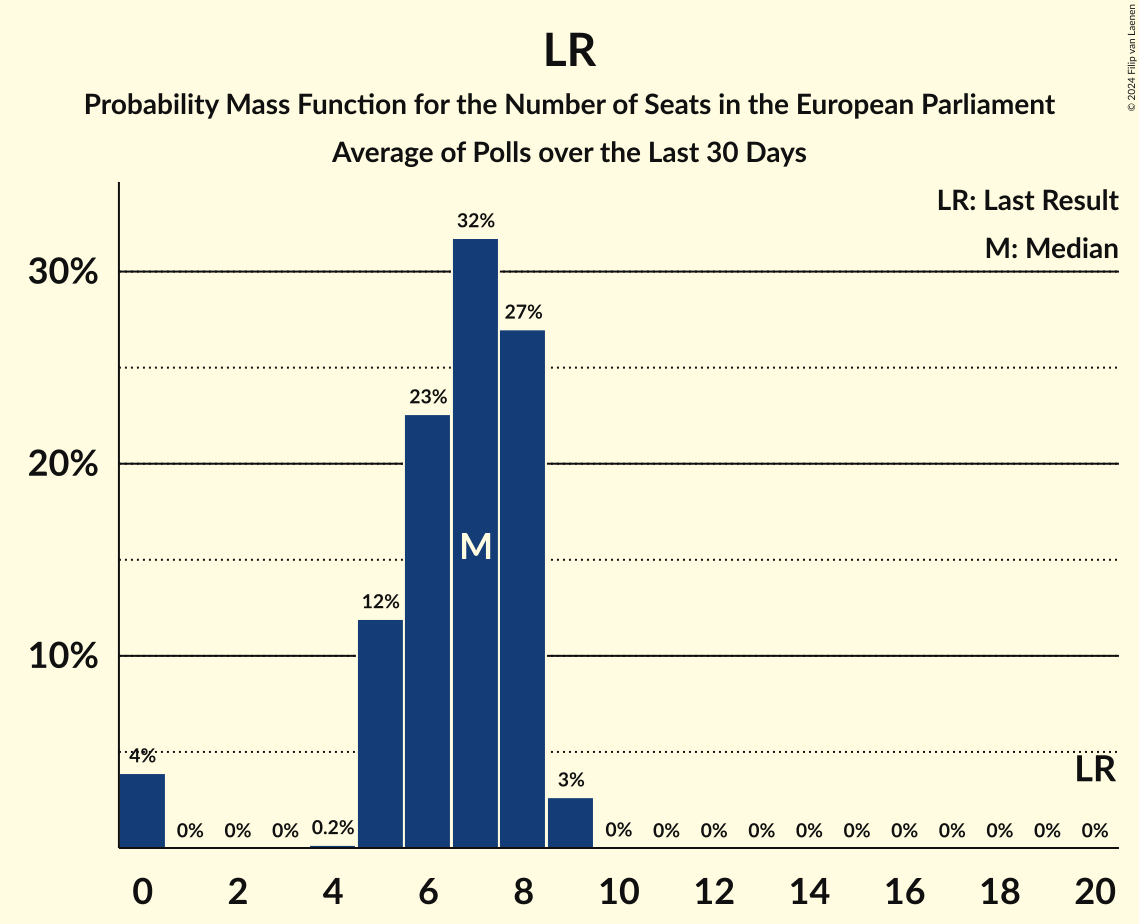 © 2024 Filip van Laenen
LR
Probability Mass Function for the Number of Seats in the European Parliament
Average of Polls over the Last 30 Days
LR: Last Result
M: Median
32%
30%
27%
23%
20%
M
12%
10%
4%
LR
3%
0% 0% 0% 0.2% 0% 0% 0% 0% 0% 0% 0% 0% 0% 0% 0%
0 2 4 6 8 10 12 14 16 18 20